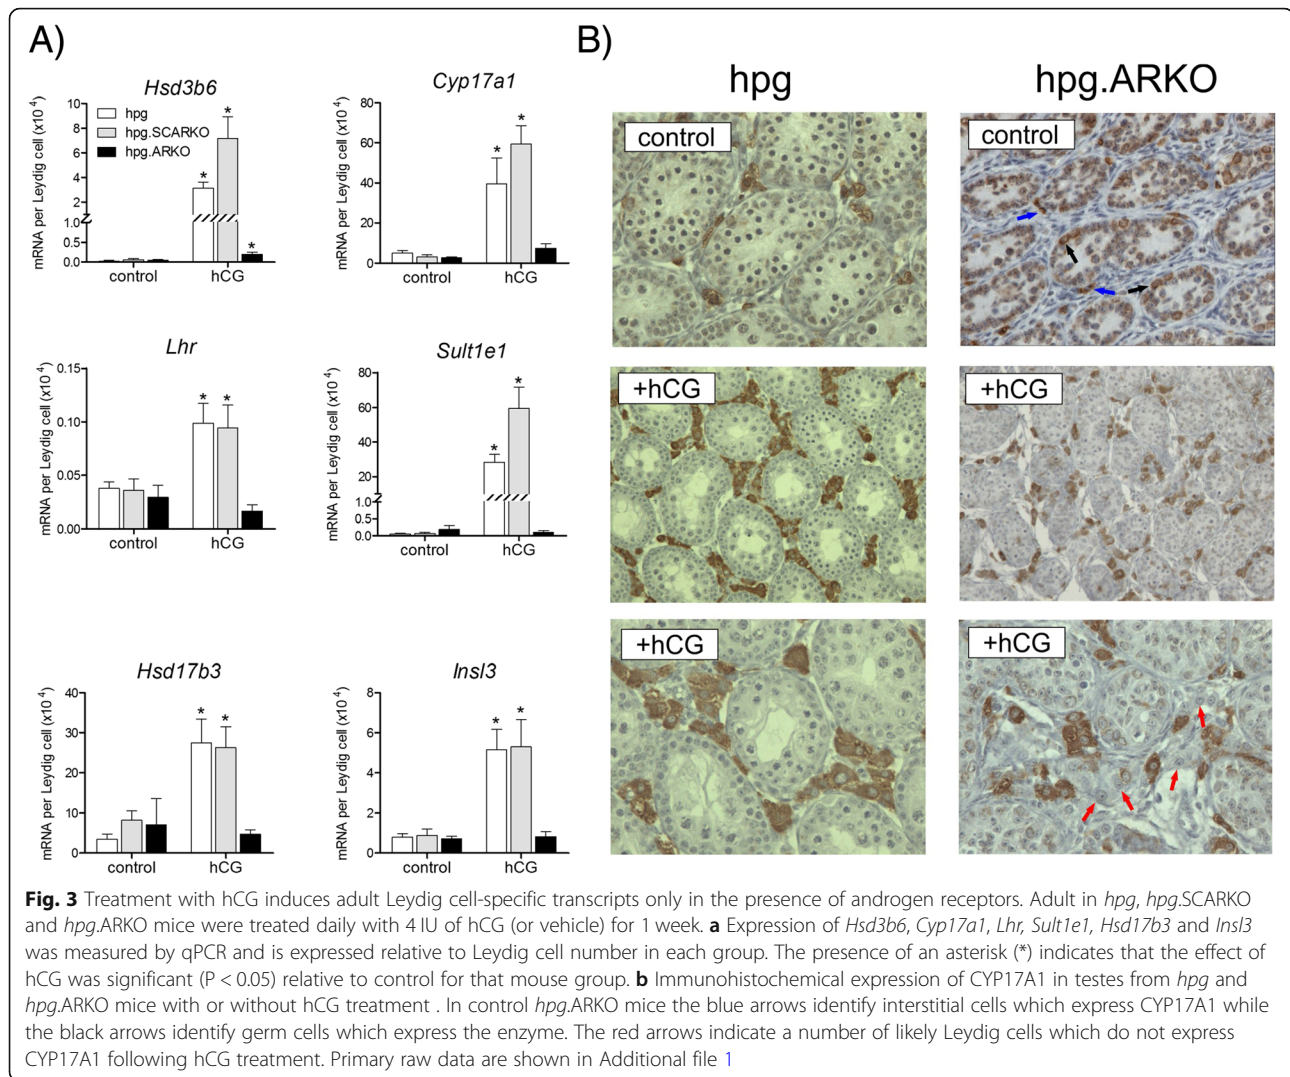 A)
Hsd3b6
mRNA per Leydig cell (x10 4)
10
8
6
4
2
1.0
0.5
0.0
hpg
hpg.SCARKO
hpg.ARKO
*
*
*
control hCG
Cyp17a1
mRNA per Leydig cell (x10 4)
80
60
40
20
0
*
*
control hCG
Lhr
mRNA per Leydig cell (x10 4)
0.15
0.10
0.05
0.00
* *
control hCG
Sult1e1
mRNA per Leydig cell (x10 4)
80
60
40
20
1.0
0.5
0.0
*
*
control hCG
Hsd17b3
mRNA per Leydig cell (x10 4)
40
30
20
10
0
* *
control hCG
Insl3
mRNA per Leydig cell (x10 4)
8
6
4
2
0
* *
control hCG
B)
hpg hpg.ARKO
control control
+hCG +hCG
+hCG +hCG
Fig. 3 Treatment with hCG induces adult Leydig cell-specific transcripts only in the presence of androgen receptors. Adult in hpg, hpg.SCARKO
and hpg.ARKO mice were treated daily with 4 IU of hCG (or vehicle) for 1 week. a Expression of Hsd3b6, Cyp17a1, Lhr, Sult1e1, Hsd17b3 and Insl3
was measured by qPCR and is expressed relative to Leydig cell number in each group. The presence of an asterisk (*) indicates that the effect of
hCG was significant (P < 0.05) relative to control for that mouse group. b Immunohistochemical expression of CYP17A1 in testes from hpg and
hpg.ARKO mice with or without hCG treatment . In control hpg.ARKO mice the blue arrows identify interstitial cells which express CYP17A1 while
the black arrows identify germ cells which express the enzyme. The red arrows indicate a number of likely Leydig cells which do not express
CYP17A1 following hCG treatment. Primary raw data are shown in Additional file 1